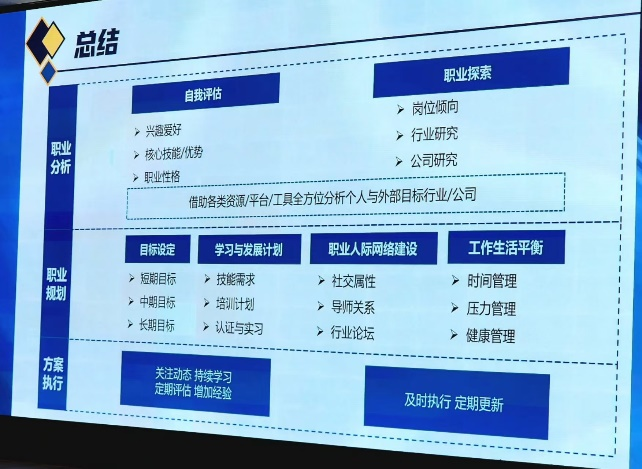 总结
职业
分析
自我评估
兴趣爱好
核心技能/优势
职业性格
职业探索
岗位倾向
行业研究
公司研究
借助各类资源/平台/工具全方位分析个人与外部目标行业/公司
职业
规划
目标设定
短期目标
中期目标
长期目标
学习与发展计划
技能需求
培训计划
认证与实习
职业人际网络建设
社交属性
导师关系
行业论坛
工作生活平衡
时间管理
压力管理
健康管理
方案
执行
关注动态 持续学习
定期评估 增加经验
及时执行 定期更新